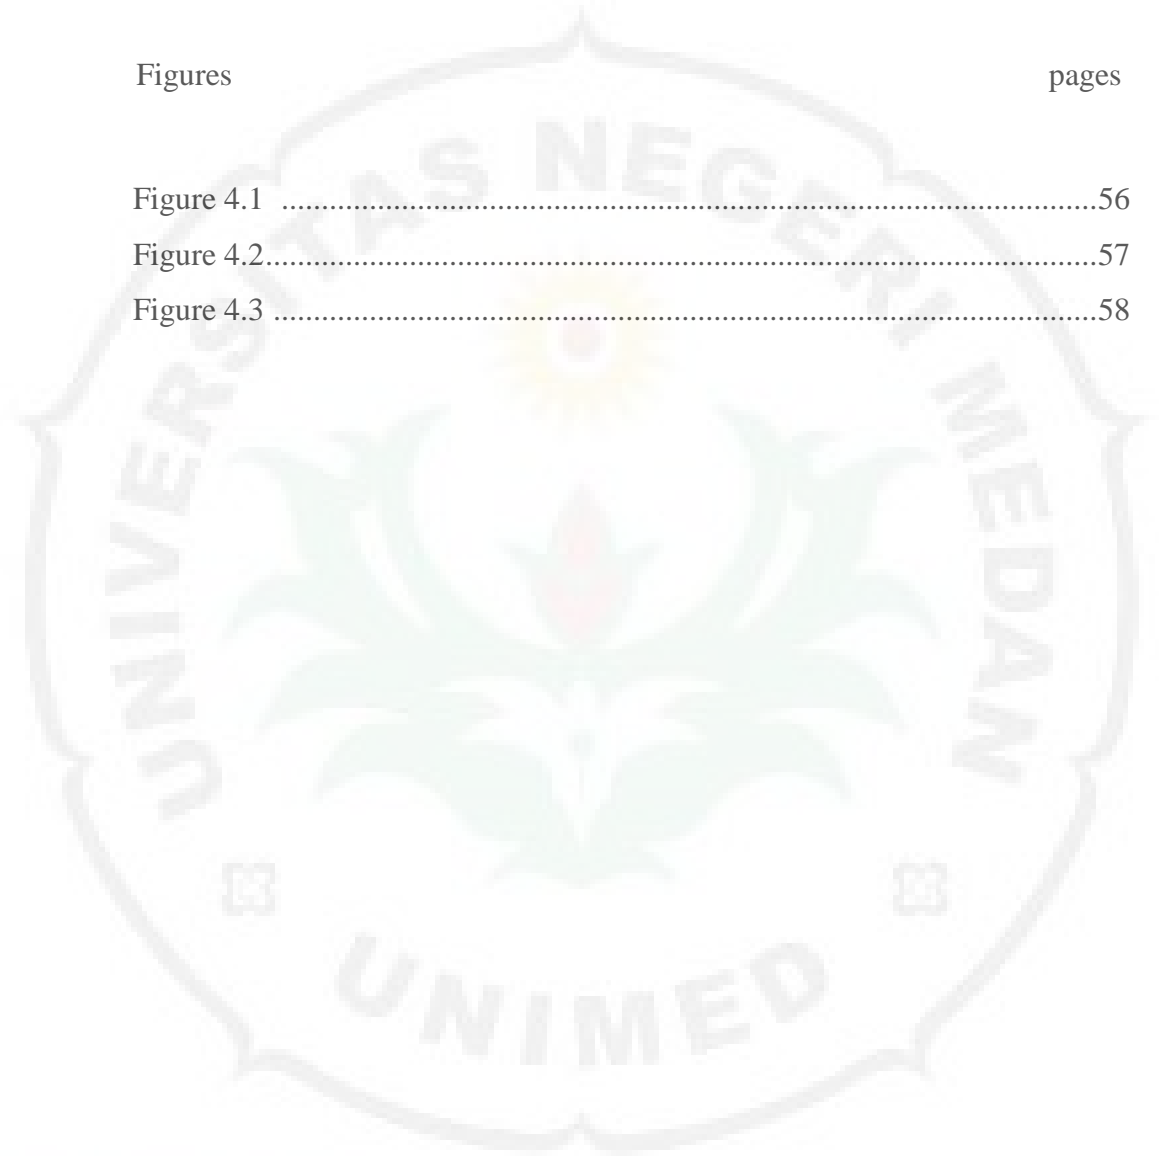 Figures pages
Figure 4.1 ........................................................................................................56
Figure 4.2..........................................................................................................57
Figure 4.3 .........................................................................................................58
UNIVERSITAS NEGERI MEDAN
UNIMED